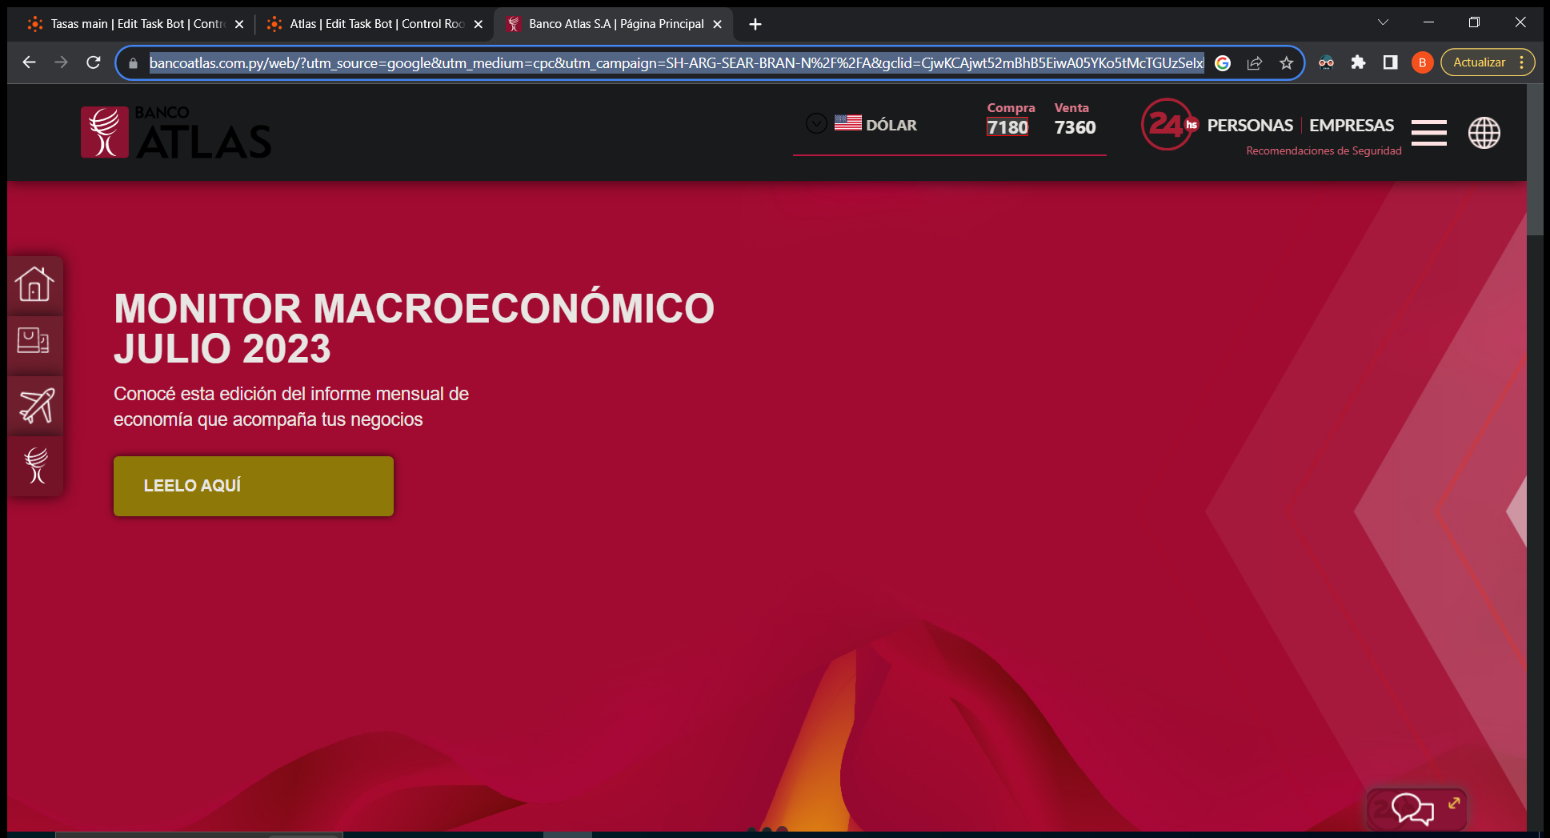 Tasas main | Edit Task Bot | Contr
Atlas | Edit Task Bot | Control Roo
Banco Atlas S.A | Página Principal
bancoatlas.com.py/web/?utm_source=google&utm_medium=cpc&utm_campaign=SH-ARG-SEAR-BRAN-N%2F%2FA&gclid=CjwKCAjwt52mBhB5EiwA05YKo5tMcTGUzSelx
B
Actualizar
BANCO
ATLAS
DÓLAR
Compra
Venta
7180
7360
24 hs
PERSONAS
EMPRESAS
Recomendaciones de Seguridad
MONITOR MACROECONÓMICO
JULIO 2023
Conocé esta edición del informe mensual de
economía que acompaña tus negocios
LEELO AQUÍ